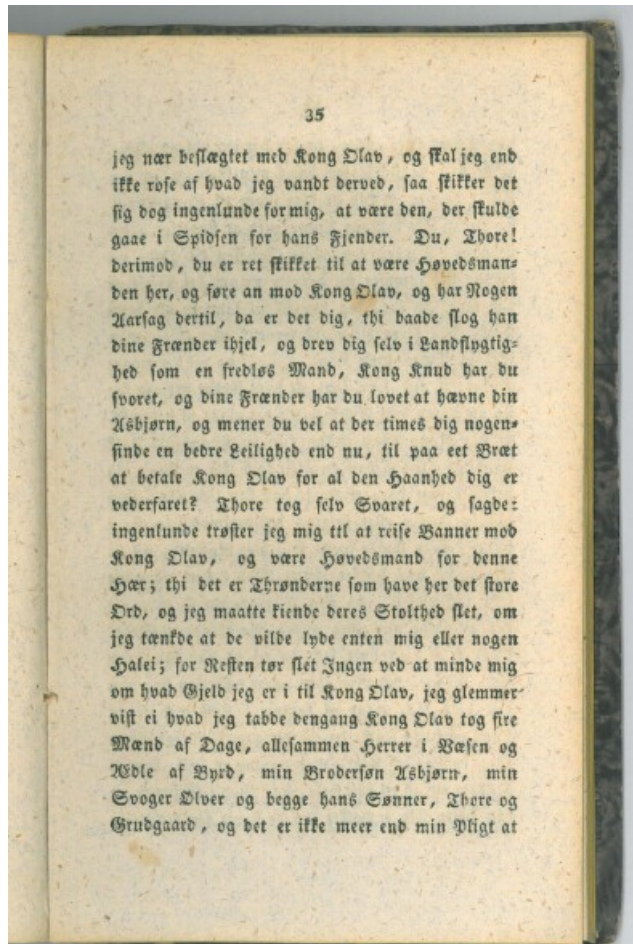 35
jeg nær beslægtet med Kong Olav, og skal jeg end
ikke rose af hvad jeg vandt derved, saa skikker det
sig dog ingenlunde for mig, at være den, der skulde
gaae i Spidsen for hans Fjender. Du, Thore!
derimod, du er ret skikket til at være Høvedsman-
den her, og føre an mod Kong Olav, og har Nogen
Aarsag dertil, da er det dig, thi baade slog han
dine Frænder ihjel, og drev dig selv i Landflygtig-
hed som en fredløs Mand, Kong Knud har du
svoret, og dine Frænder har du lovet at hævne din
Asbjørn, og mener du vel at der times dig nogen-
sinde en bedre Leilighed end nu, til paa eet Bræt
at betale Kong Olav for al den Haanhed dig er
vederfaret? Thore tog selv Svaret, og sagde:
ingenlunde trøster jeg mig ttl at reise Banner mod
Kong Olav, og være Høvedsmand for denne
Hær; thi det er Thrønderne som have her det store
Ord, og jeg maatte kiende deres Stolthed slet, om
jeg tænkde at de vilde lyde enten mig eller nogen
Halei; for Resten tør slet Ingen ved at minde mig
om hvad Gjeld jeg er i til Kong Olav, jeg glemmer
vist ei hvad jeg tabde dengang Kong Olav tog fire
Mænd af Dage, allesammen Herrer i Væsen og
Ædle af Byrd, min Brodersøn Asbjørn, min
Svoger Olver og begge hans Sønner, Thore og
Grudgaard, og det er ikke meer end min Pligt at